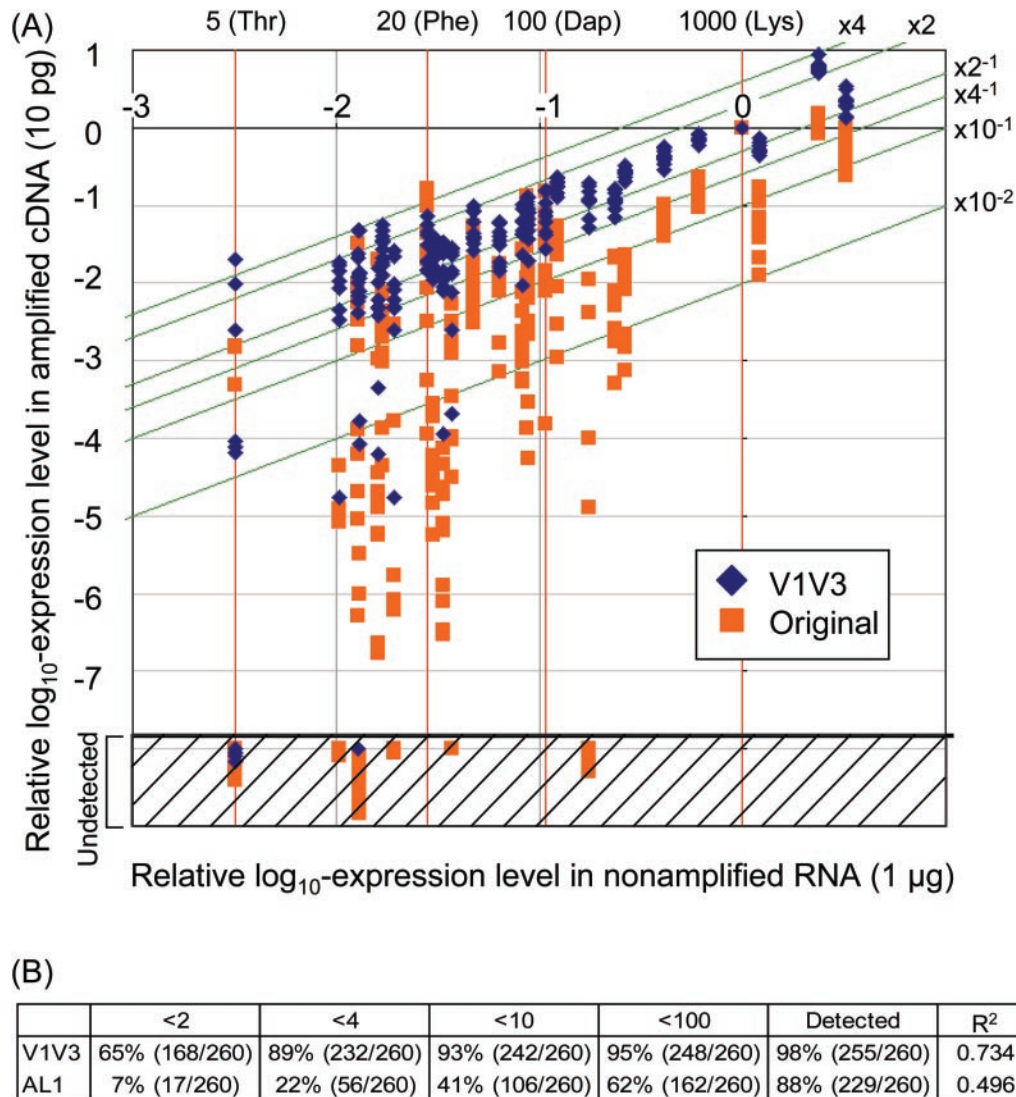 (A)
5 (Thr) 20 (Phe) 100 (Dap) 1000 (Lys)
x4 x2
x2⁻¹
x4⁻¹
x10⁻¹
x10⁻²
1
0
-1
-2
-3
-4
-5
-6
-7
-3 -2 -1 0
Relative log₁₀-expression level in amplified cDNA (10 pg)
Undetected
V1V3
Original
Relative log₁₀-expression level in nonamplified RNA (1 µg)
(B)
<2 <4 <10 <100 Detected R²
V1V3 65% (168/260) 89% (232/260) 93% (242/260) 95% (248/260) 98% (255/260) 0.734
AL1 7% (17/260) 22% (56/260) 41% (106/260) 62% (162/260) 88% (229/260) 0.496